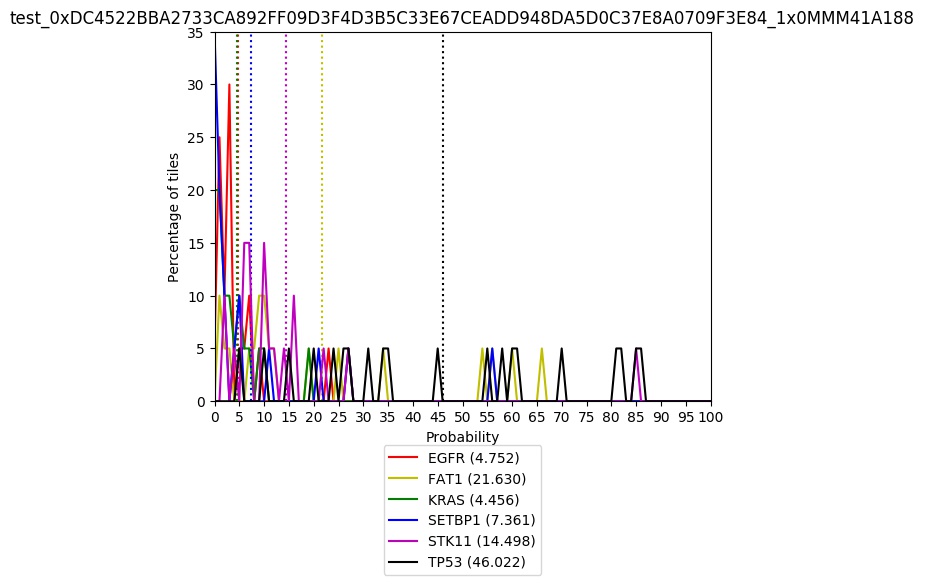 test_0xDC4522BBA2733CA892FF09D3F4D3B5C33E67CEADD948DA5D0C37E8A0709F3E84_1x0MMM41A188
35
30
25
20
15
10
5
0
Percentage of tiles
0 5 10 15 20 25 30 35 40 45 50 55 60 65 70 75 80 85 90 95 100
Probability
EGFR (4.752)
FAT1 (21.630)
KRAS (4.456)
SETBP1 (7.361)
STK11 (14.498)
TP53 (46.022)